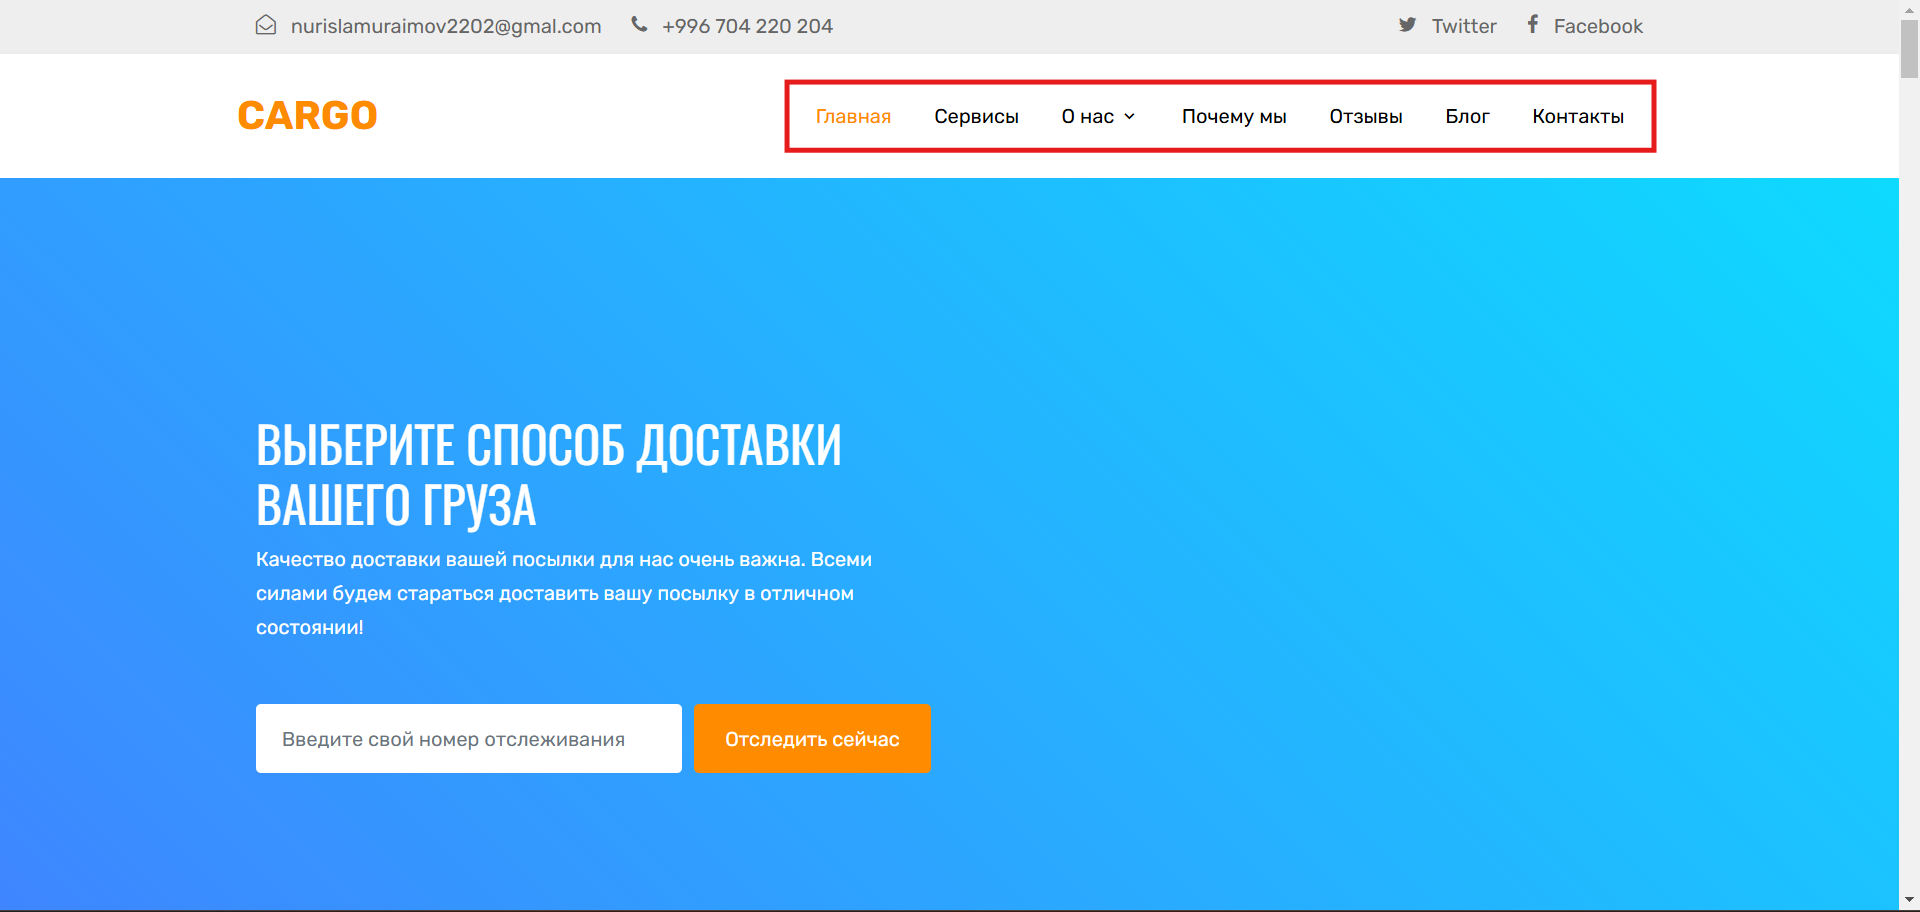 nurislamuraimov2202@gmal.com +996 704 220 204 Twitter Facebook
CARGO Главная Сервисы О нас Почему мы Отзывы Блог Контакты
ВЫБЕРИТЕ СПОСОБ ДОСТАВКИ
ВАШЕГО ГРУЗА
Качество доставки вашей посылки для нас очень важна. Всеми
силами будем стараться доставить вашу посылку в отличном
состоянии!
Введите свой номер отслеживания Отследить сейчас